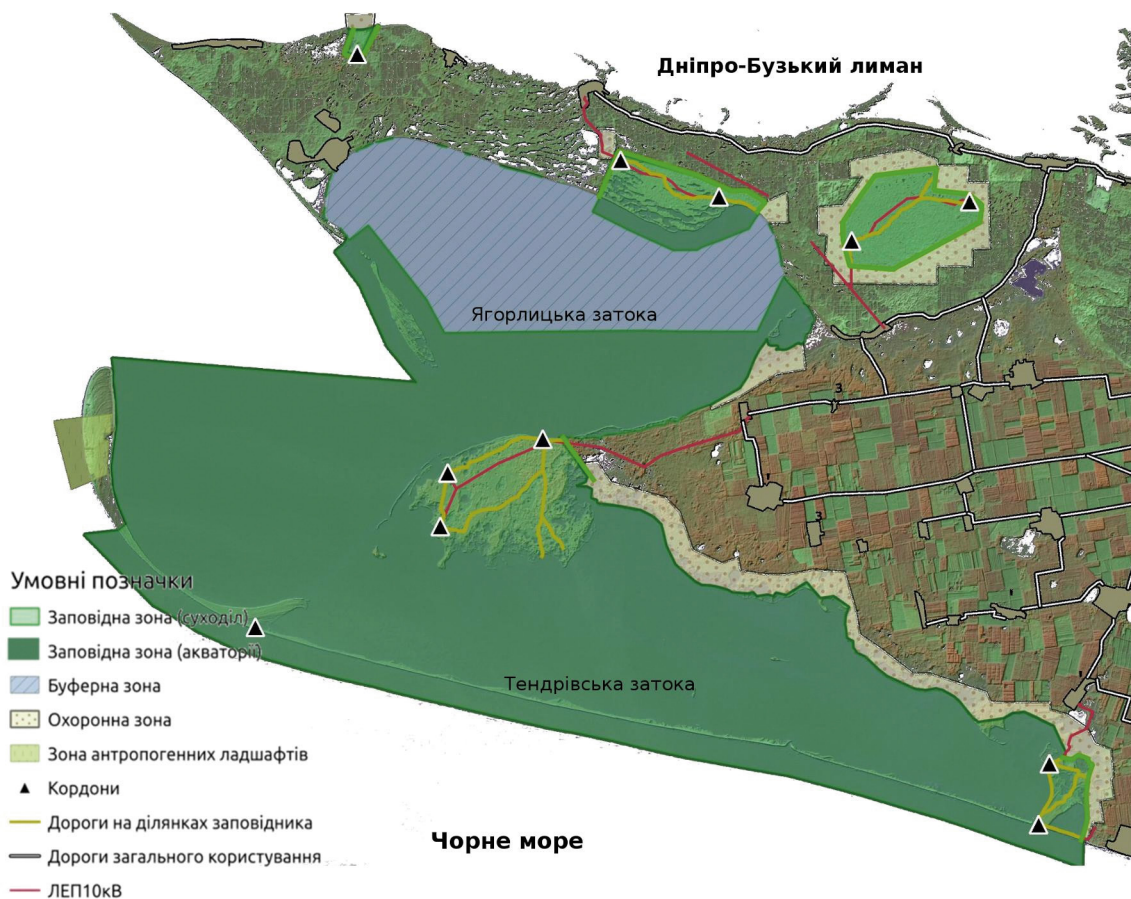 Дніпро-Бузький лиман
Ягорлицька затока
З
З
Тендрівська затока
Чорне море
Умовні позначки
Заповідна зона (суходіл)
Заповідна зона (акваторії)
Буферна зона
Охоронна зона
Зона антропогенних ладшафтів
Кордони
Дороги на ділянках заповідника
Дороги загального користування
ЛЕП10кВ